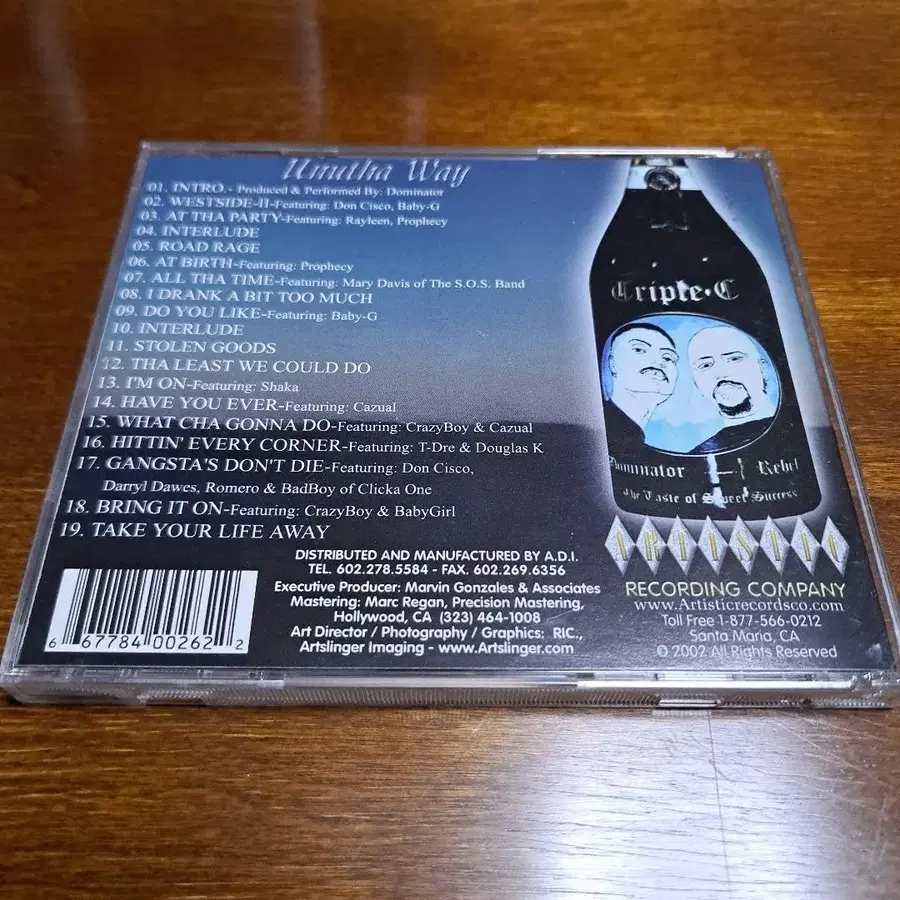 Unutha Way
01. INTRO.- Produced & Performed By: Dominator
02. WESTSIDE-II-Featuring: Don Cisco, Baby-G
03. AT THA PARTY-Featuring: Rayleen, Prophecy
04. INTERLUDE
05. ROAD RAGE
06. AT BIRTH-Featuring: Prophecy
07. ALL THA TIME-Featuring: Mary Davis of The S.O.S. Band
08. I DRANK A BIT TOO MUCH
09. DO YOU LIKE-Featuring: Baby-G
10. INTERLUDE
11. STOLEN GOODS
12. THA LEAST WE COULD DO
13. I'M ON-Featuring: Shaka
14. HAVE YOU EVER-Featuring: Cazual
15. WHAT CHA GONNA DO-Featuring: CrazyBoy & Cazual
16. HITTIN' EVERY CORNER-Featuring: T-Dre & Douglas K
17. GANGSTA'S DON'T DIE-Featuring: Don Cisco,
Darryl Dawes, Romero & BadBoy of Clicka One
18. BRING IT ON-Featuring: CrazyBoy & BabyGirl
19. TAKE YOUR LIFE AWAY
DISTRIBUTED AND MANUFACTURED BY A.D.I.
TEL. 602.278.5584 - FAX. 602.269.6356
Executive Producer: Marvin Gonzales & Associates
Mastering: Marc Regan, Precision Mastering,
Hollywood, CA (323) 464-1008
Art Director / Photography / Graphics: RIC.,
Artslinger Imaging - www.Artslinger.com
6 67784 00262 2
Triple·C
Dominator Rebel
The Taste of Sweet Success
ARTISTIC
RECORDING COMPANY
www.Artisticrecordsco.com
Toll Free 1-877-566-0212
Santa Maria, CA
© 2002 All Rights Reserved